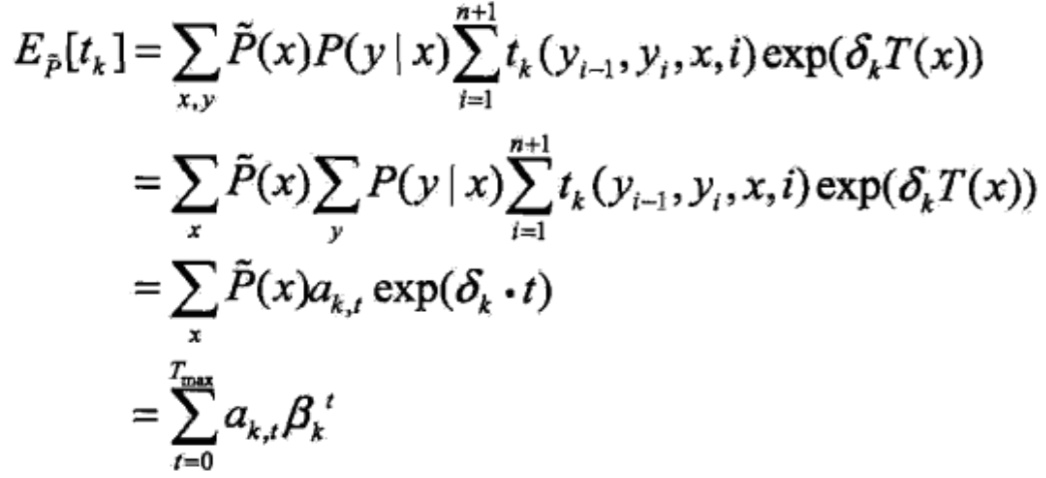 $E_{\tilde{P}}[t_k] = \sum_{x,y} \tilde{P}(x)P(y|x)\sum_{i=1}^{n+1} t_k(y_{i-1}, y_i, x, i)\exp(\delta_k T(x))$
$= \sum_{x} \tilde{P}(x)\sum_{y} P(y|x)\sum_{i=1}^{n+1} t_k(y_{i-1}, y_i, x, i)\exp(\delta_k T(x))$
$= \sum_{x} \tilde{P}(x)a_{k,t}\exp(\delta_k \cdot t)$
$= \sum_{t=0}^{T_{\max}} a_{k,t}\beta_k^{\,t}$